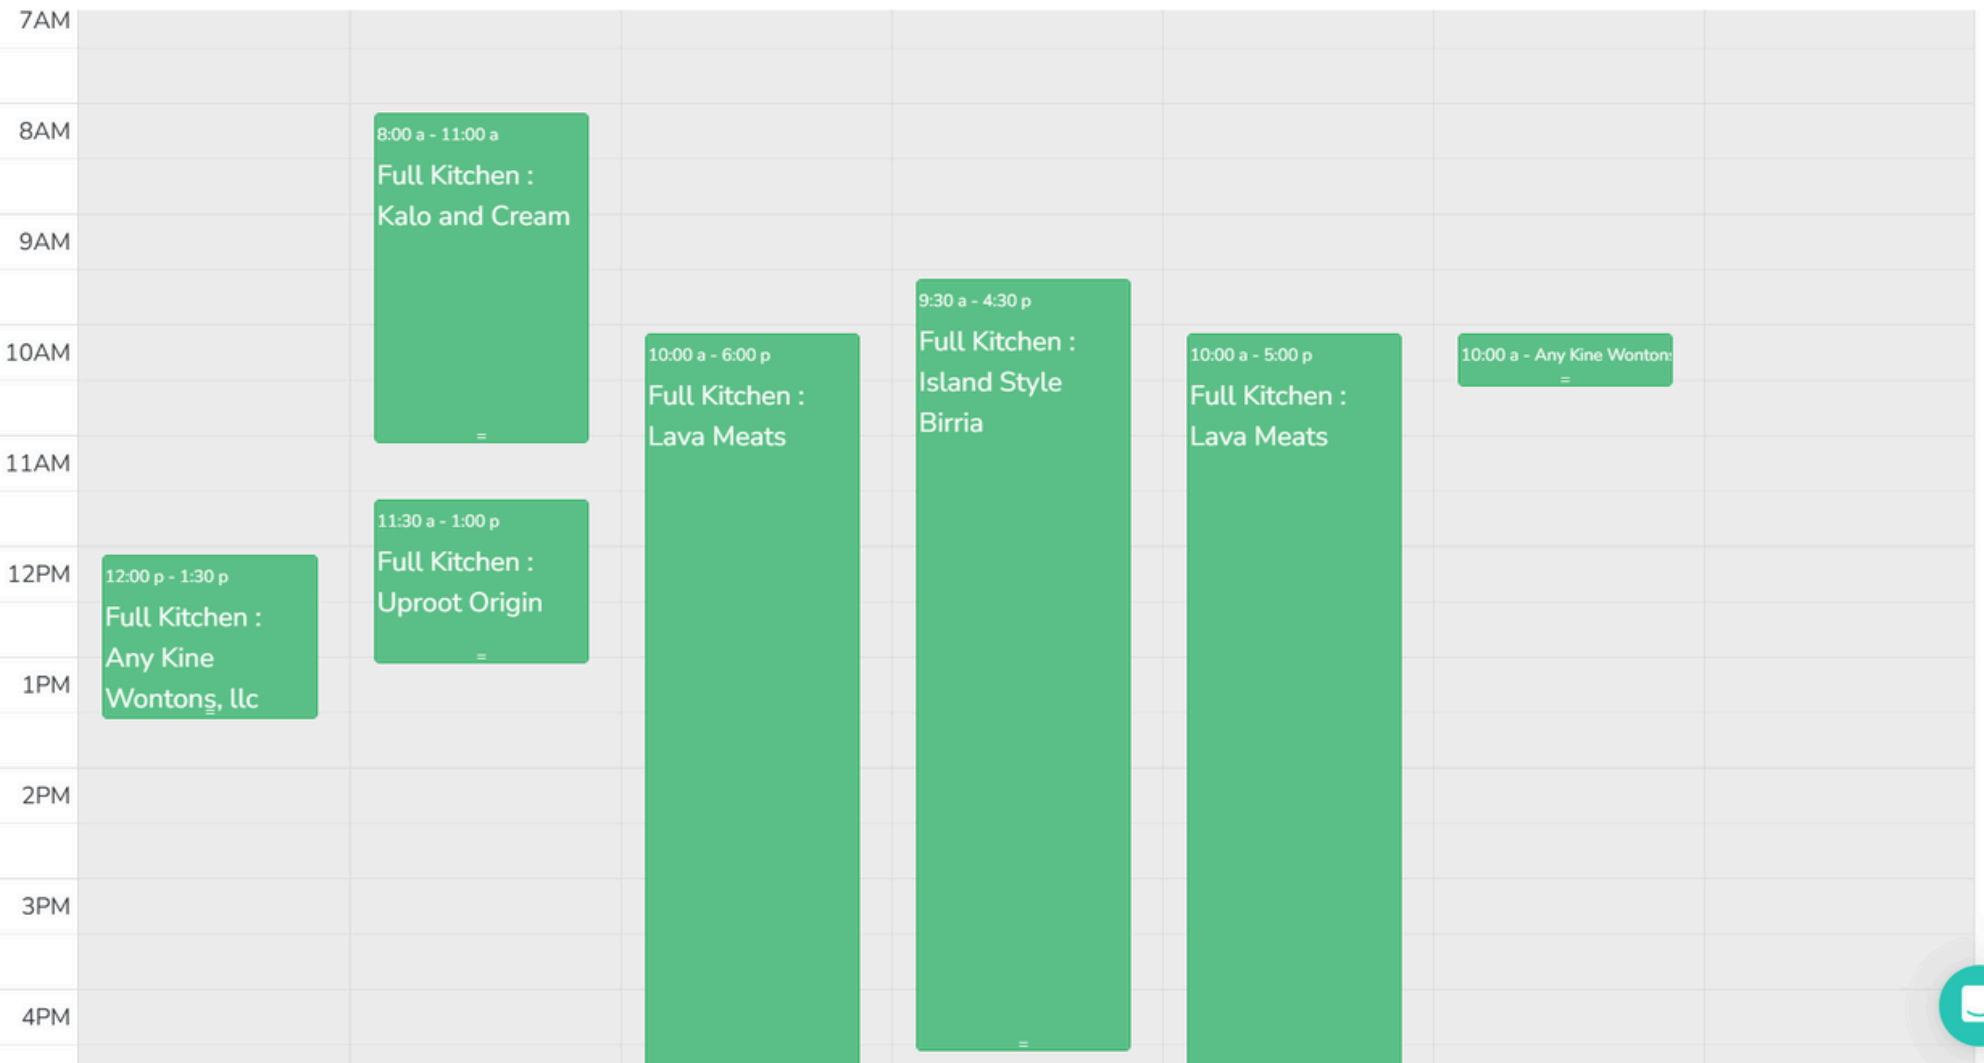 7AM
8AM
9AM
10AM
11AM
12PM
1PM
2PM
3PM
4PM
12:00 p - 1:30 p
Full Kitchen :
Any Kine
Wontons, llc
8:00 a - 11:00 a
Full Kitchen :
Kalo and Cream
11:30 a - 1:00 p
Full Kitchen :
Uproot Origin
10:00 a - 6:00 p
Full Kitchen :
Lava Meats
9:30 a - 4:30 p
Full Kitchen :
Island Style
Birria
10:00 a - 5:00 p
Full Kitchen :
Lava Meats
10:00 a - Any Kine Wontons